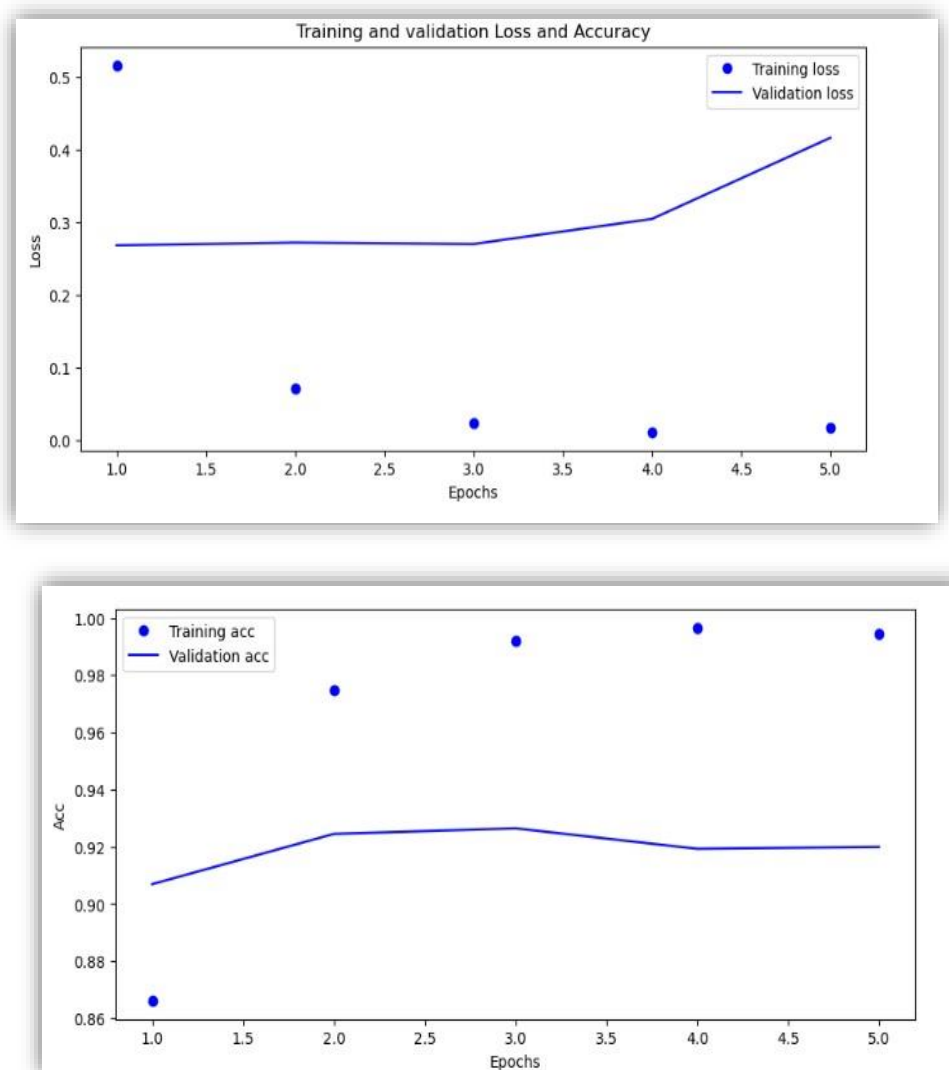 Training and validation Loss and Accuracy
Training loss
Validation loss
0.5
0.4
0.3
0.2
0.1
0.0
Loss
1.0 1.5 2.0 2.5 3.0 3.5 4.0 4.5 5.0
Epochs
Training acc
Validation acc
1.00
0.98
0.96
0.94
0.92
0.90
0.88
0.86
Acc
1.0 1.5 2.0 2.5 3.0 3.5 4.0 4.5 5.0
Epochs